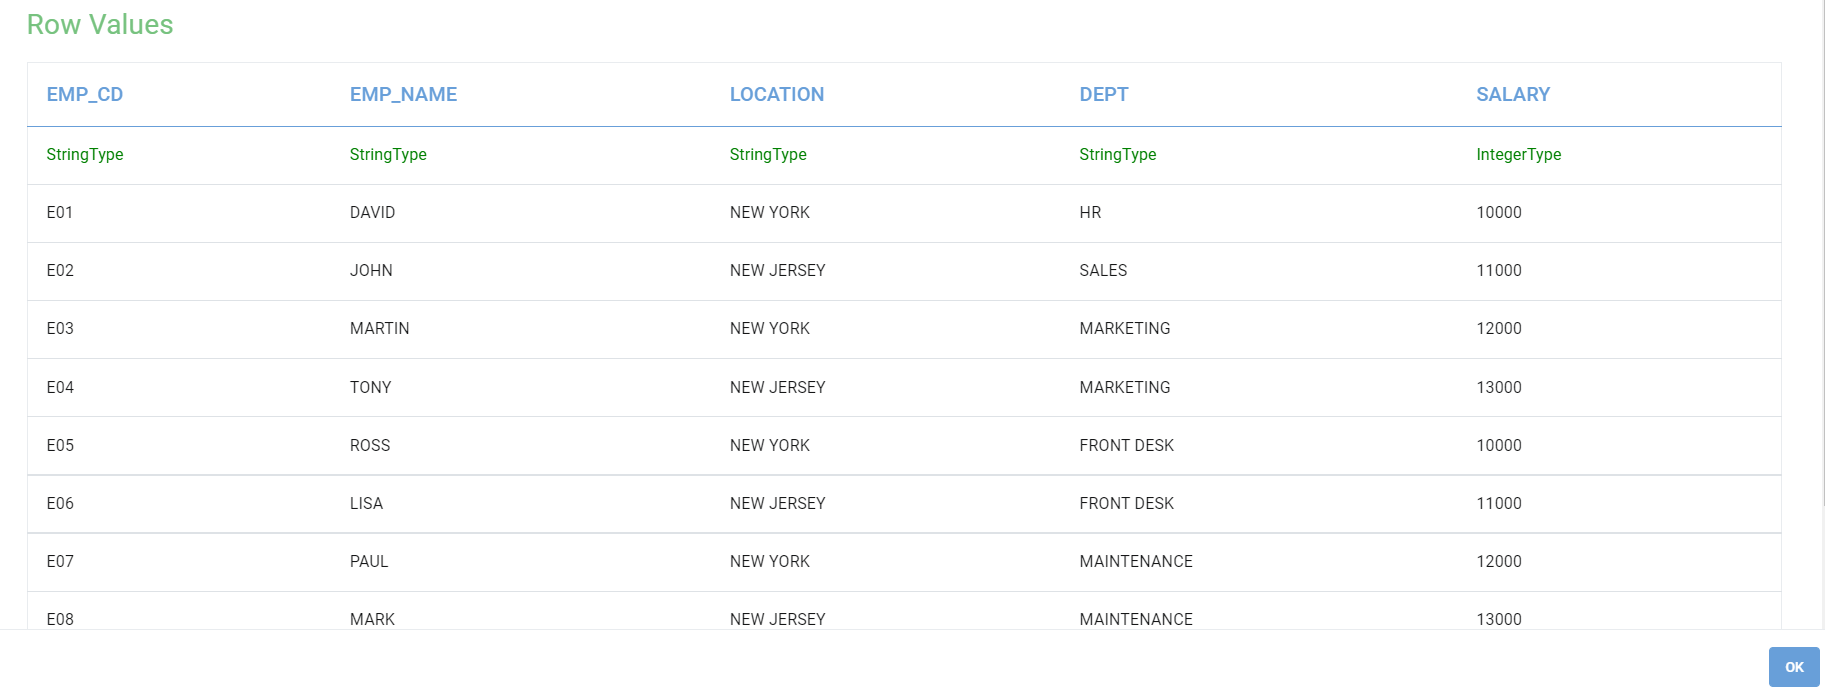 Row Values
EMP_CD EMP_NAME LOCATION DEPT SALARY
StringType StringType StringType StringType IntegerType
E01 DAVID NEW YORK HR 10000
E02 JOHN NEW JERSEY SALES 11000
E03 MARTIN NEW YORK MARKETING 12000
E04 TONY NEW JERSEY MARKETING 13000
E05 ROSS NEW YORK FRONT DESK 10000
E06 LISA NEW JERSEY FRONT DESK 11000
E07 PAUL NEW YORK MAINTENANCE 12000
E08 MARK NEW JERSEY MAINTENANCE 13000
OK